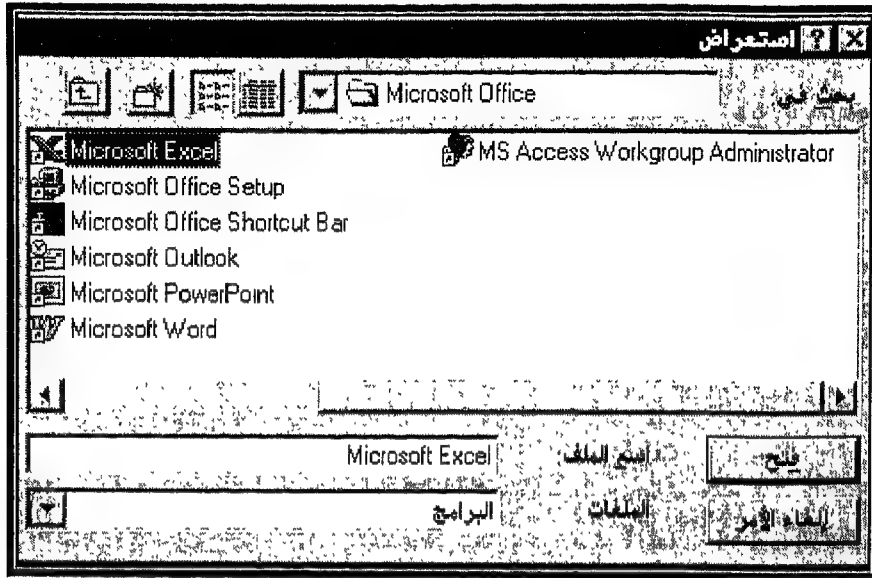 استعراض
بحث في
Microsoft Office
Microsoft Excel
Microsoft Office Setup
Microsoft Office Shortcut Bar
Microsoft Outlook
Microsoft PowerPoint
Microsoft Word
MS Access Workgroup Administrator
فتح
اسم الملف
Microsoft Excel
إلغاء الأمر
الملفات
البرامج